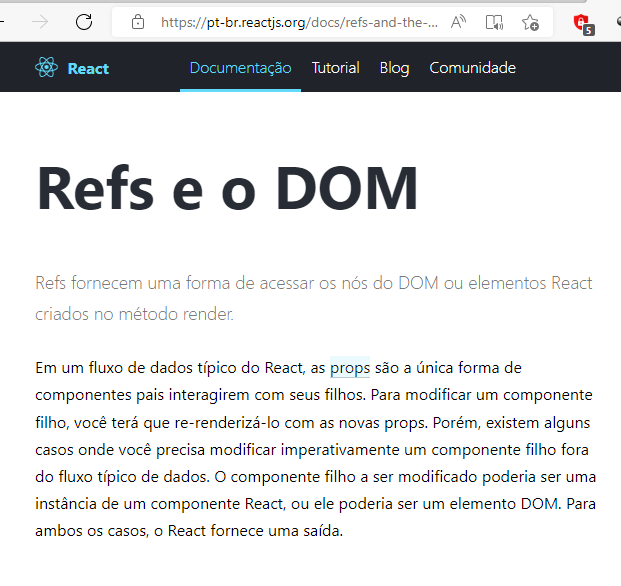 https://pt-br.reactjs.org/docs/refs-and-the-...
5
React Documentação Tutorial Blog Comunidade
Refs e o DOM
Refs fornecem uma forma de acessar os nós do DOM ou elementos React
criados no método render.
Em um fluxo de dados típico do React, as props são a única forma de
componentes pais interagirem com seus filhos. Para modificar um componente
filho, você terá que re-renderizá-lo com as novas props. Porém, existem alguns
casos onde você precisa modificar imperativamente um componente filho fora
do fluxo típico de dados. O componente filho a ser modificado poderia ser uma
instância de um componente React, ou ele poderia ser um elemento DOM. Para
ambos os casos, o React fornece uma saída.